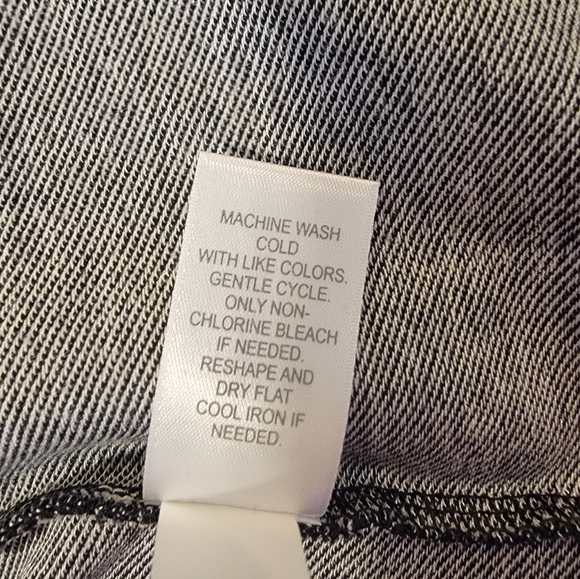 MACHINE WASH
COLD
WITH LIKE COLORS.
GENTLE CYCLE.
ONLY NON-
CHLORINE BLEACH
IF NEEDED.
RESHAPE AND
DRY FLAT
COOL IRON IF
NEEDED.